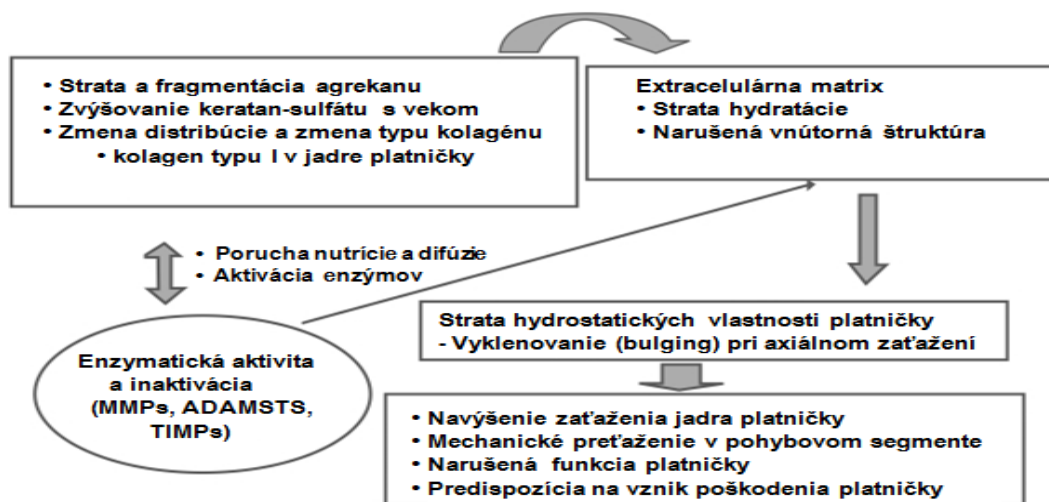 • Strata a fragmentácia agrekanu
• Zvýšovanie keratan-sulfátu s vekom
• Zmena distribúcie a zmena typu kolagénu
• kolagen typu I v jadre platničky
Extracelulárna matrix
• Strata hydratácie
• Narušená vnútorná štruktúra
• Porucha nutrície a difúzie
• Aktivácia enzýmov
Enzymatická aktivita
a inaktivácia
(MMPs, ADAMSTS,
TIMPs)
Strata hydrostatických vlastnosti platničky
- Vyklenovanie (bulging) pri axiálnom zaťažení
• Navýšenie zaťaženia jadra platničky
• Mechanické preťaženie v pohybovom segmente
• Narušená funkcia platničky
• Predispozícia na vznik poškodenia platničky